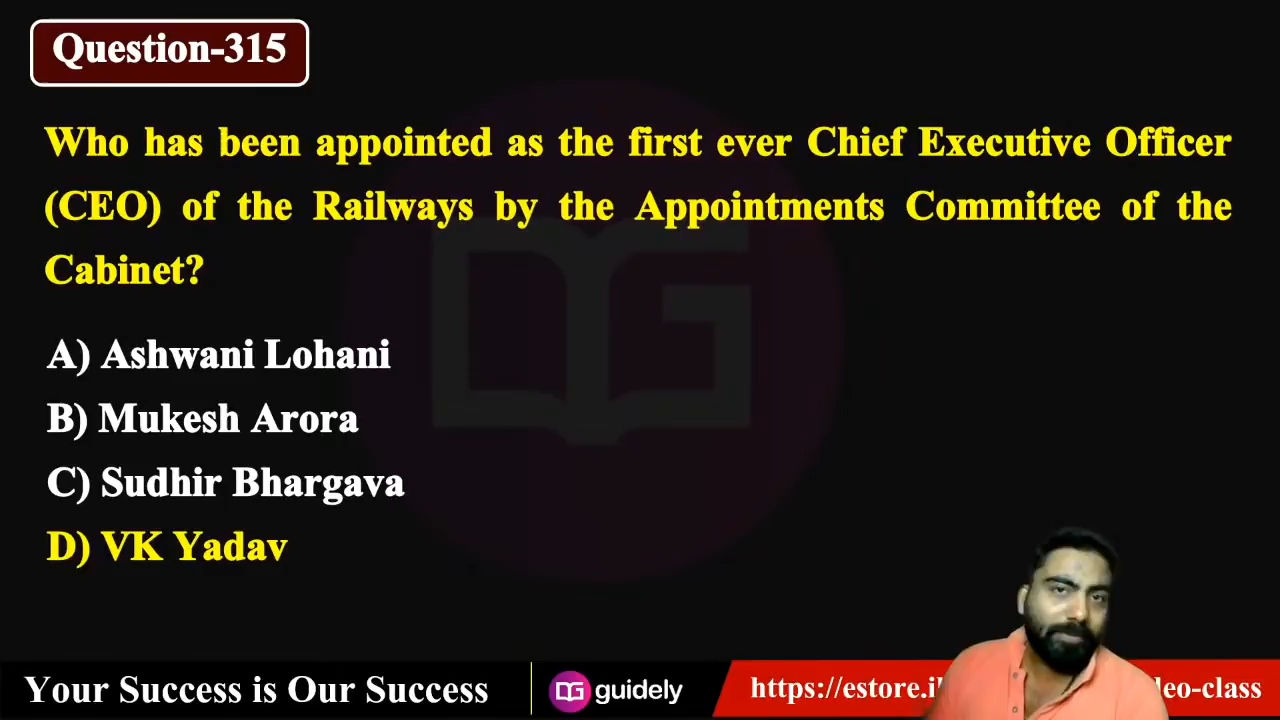 Question-315
Who has been appointed as the first ever Chief Executive Officer
(CEO) of the Railways by the Appointments Committee of the
Cabinet?
A) Ashwani Lohani
B) Mukesh Arora
C) Sudhir Bhargava
D) VK Yadav
Your Success is Our Success
DG guidely
https://estore.i
eo-class